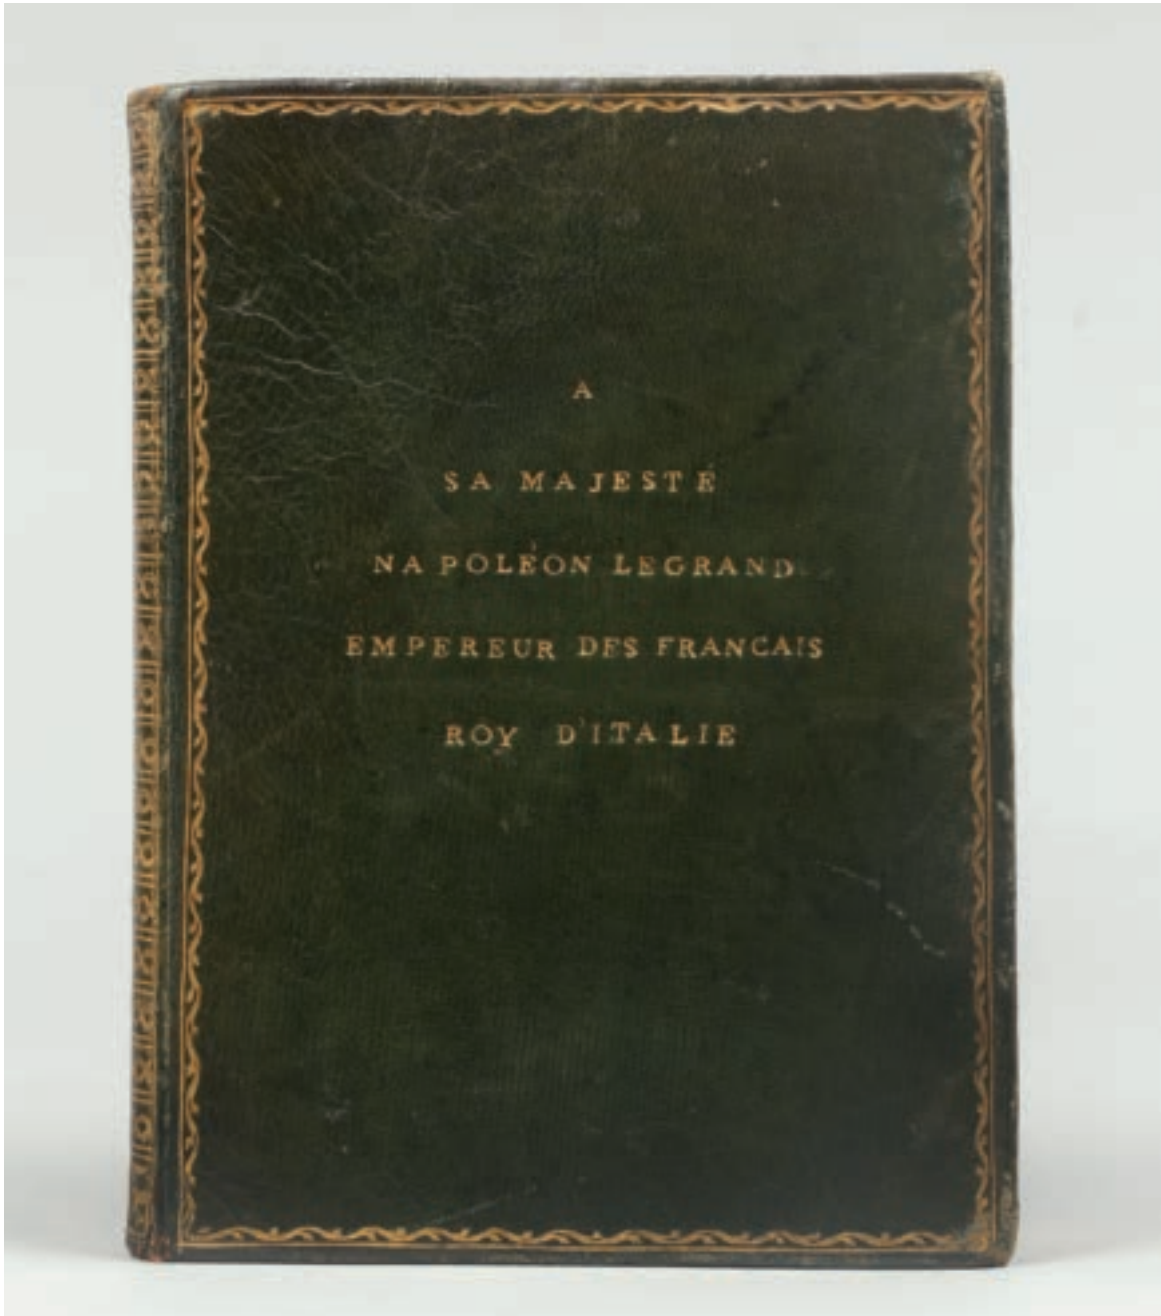 A
SA MAJESTÉ
NAPOLÉON LEGRAND
EMPEREUR DES FRANCAIS
ROY D'ITALIE